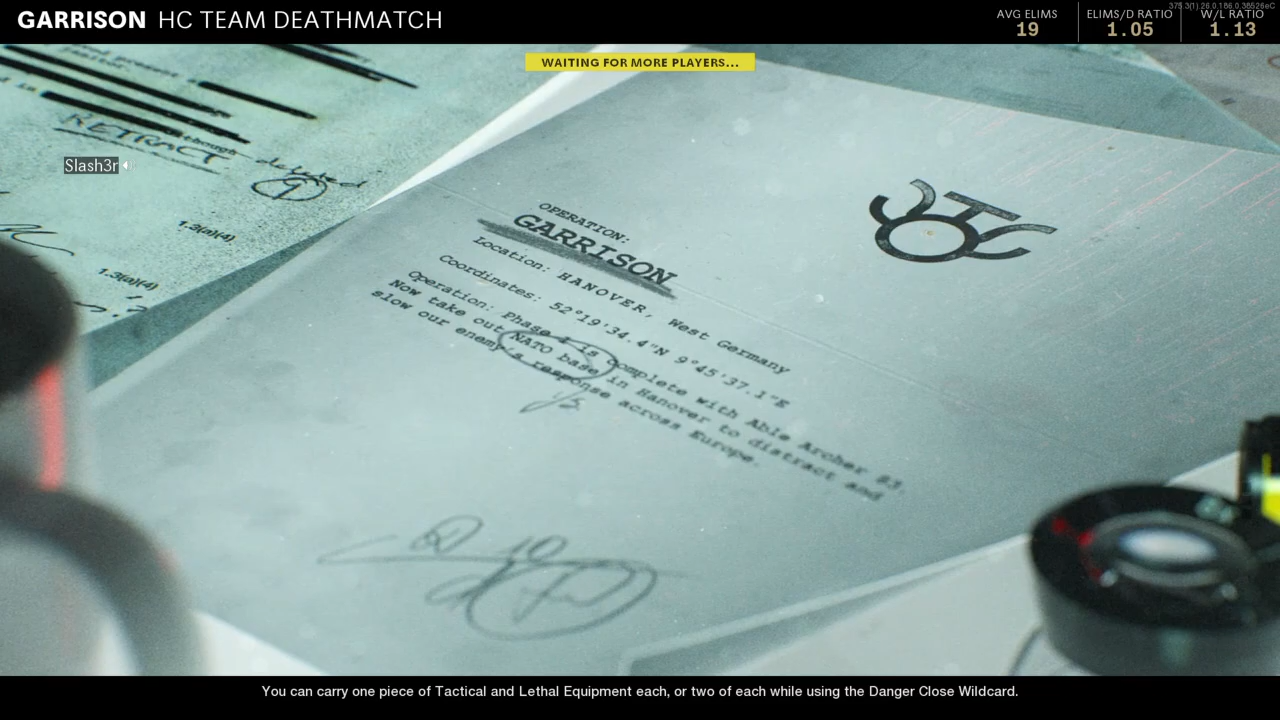 GARRISON HC TEAM DEATHMATCH
AVG ELIMS
19
ELIMS/D RATIO
1.05
W/L RATIO
1.13
WAITING FOR MORE PLAYERS...
Slash3r
RETRACT
though
defected
1
1.3(a)(4)
1.3(a)(4)
OPERATION:
GARRISON
Location: HANOVER, West Germany
Coordinates: 52°19'34.4"N 9°45'37.1"E
Operation: Phase 1 is complete with Able Archer 83.
Now take out NATO base in Hanover to distract and
slow our enemy's response across Europe.
You can carry one piece of Tactical and Lethal Equipment each, or two of each while using the Danger Close Wildcard.